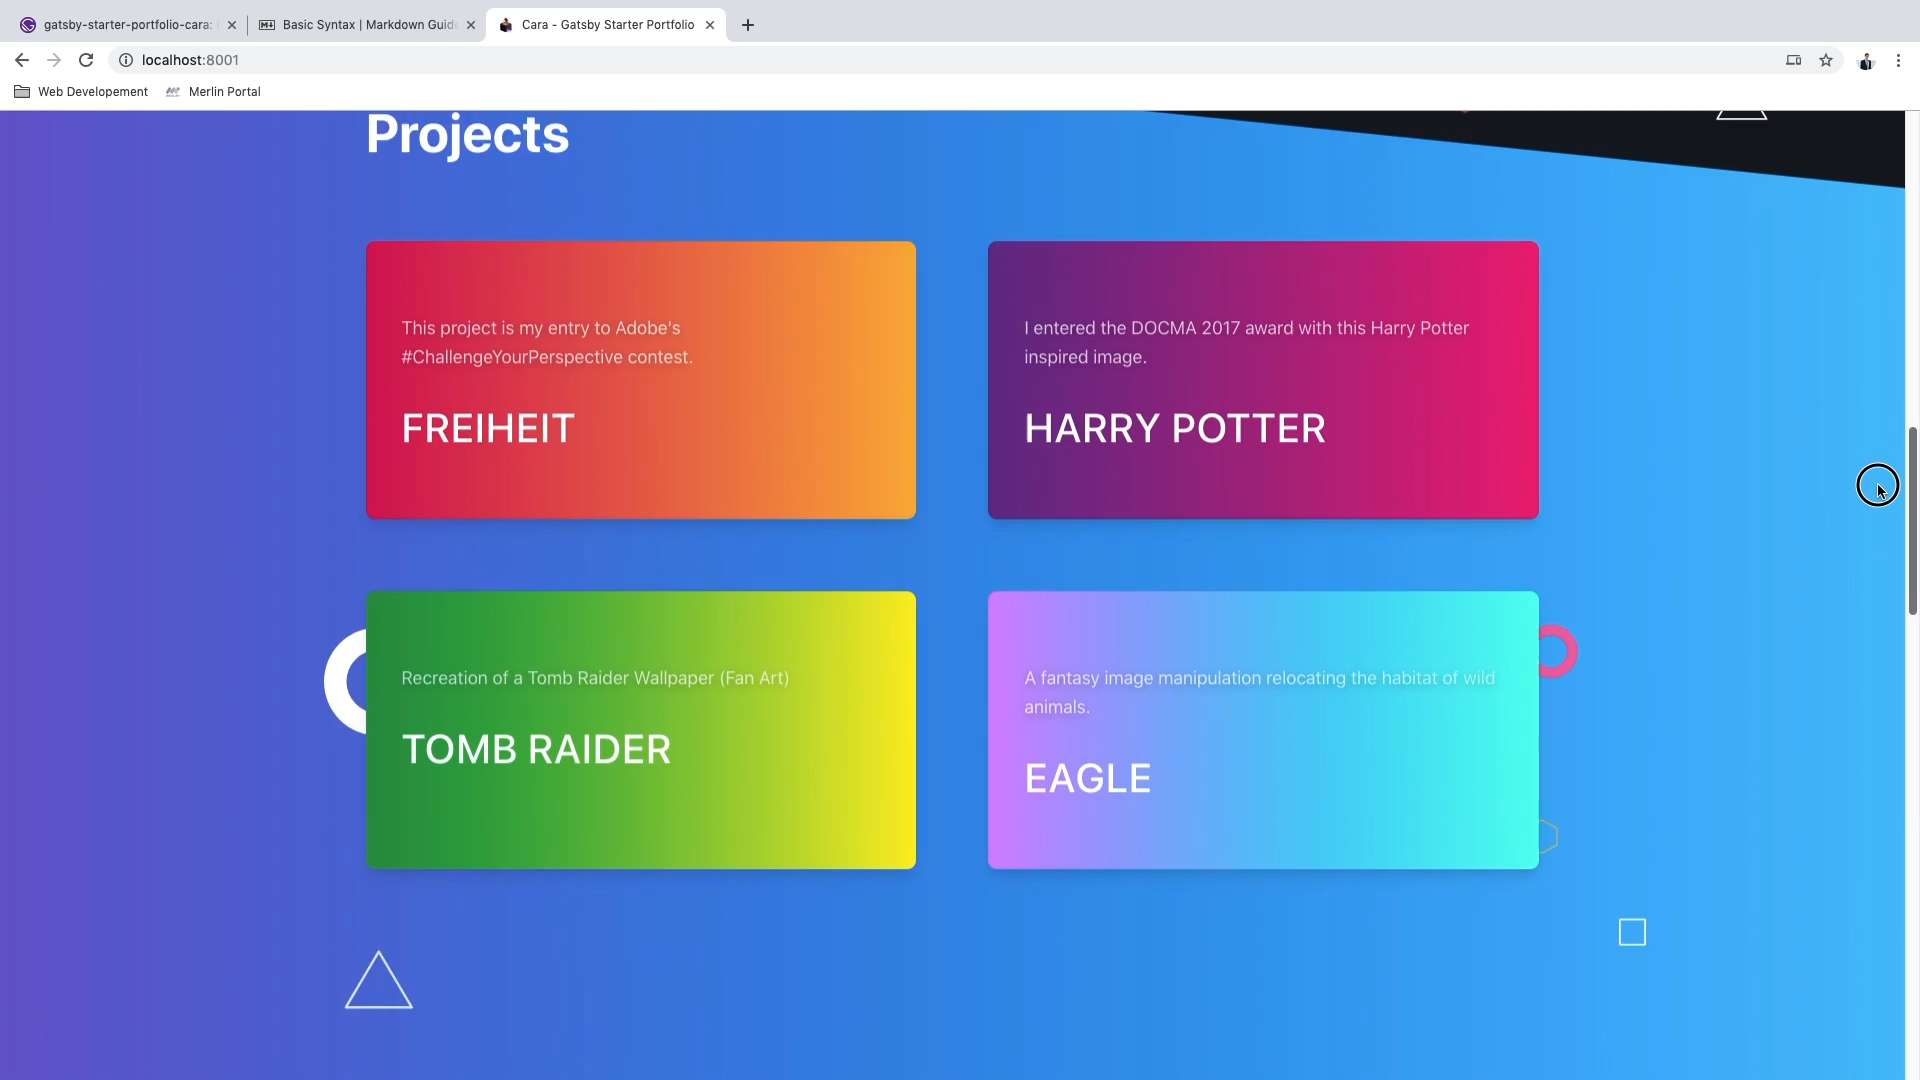 gatsby-starter-portfolio-cara:
Basic Syntax | Markdown Guide
Cara - Gatsby Starter Portfolio
localhost:8001
Web Developement
Merlin Portal
Projects
This project is my entry to Adobe's
#ChallengeYourPerspective contest.
FREIHEIT
I entered the DOCMA 2017 award with this Harry Potter
inspired image.
HARRY POTTER
Recreation of a Tomb Raider Wallpaper (Fan Art)
TOMB RAIDER
A fantasy image manipulation relocating the habitat of wild
animals.
EAGLE